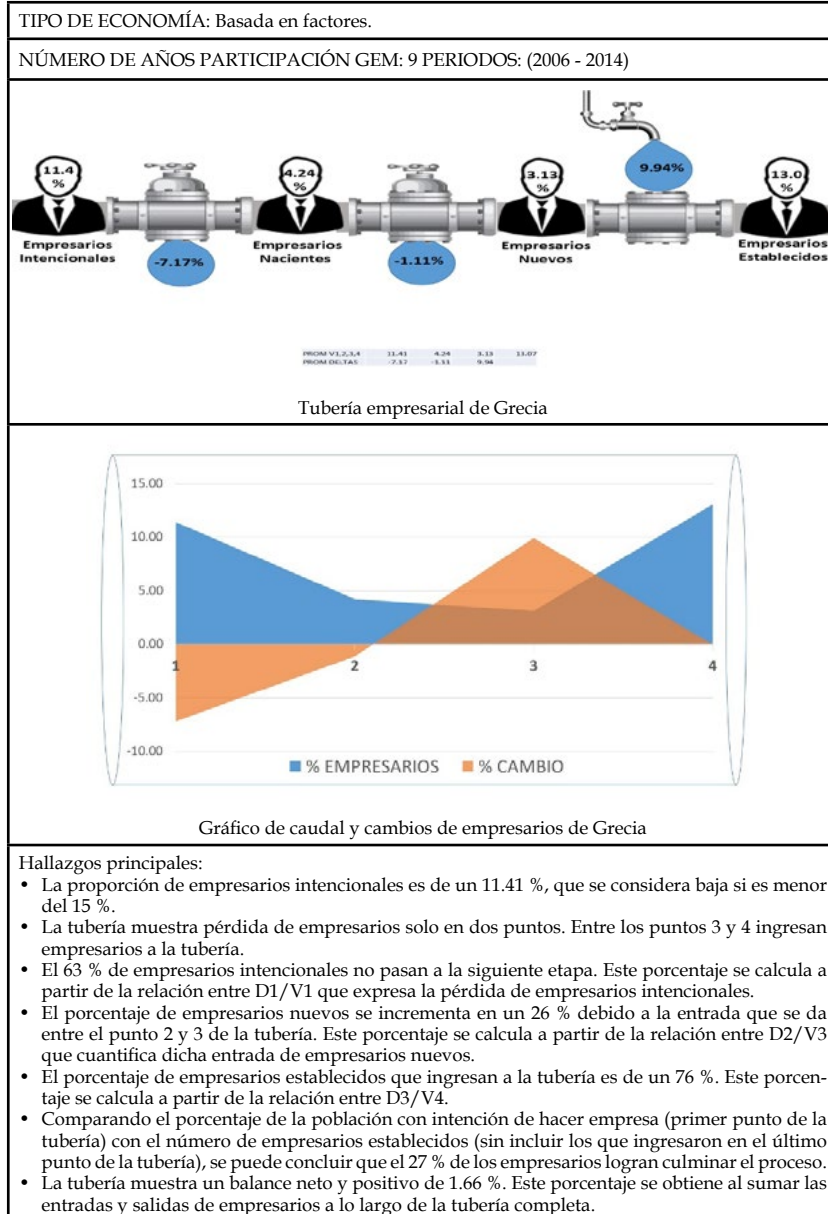 TIPO DE ECONOMÍA: Basada en factores.
NÚMERO DE AÑOS PARTICIPACIÓN GEM: 9 PERIODOS: (2006 - 2014)
11.4
%
Empresarios
Intencionales
-7.17%
4.24
%
Empresarios
Nacientes
-1.11%
3.13
%
Empresarios
Nuevos
9.94%
13.0
%
Empresarios
Establecidos
PROM V1,2,3,4 11.41 4.24 3.13 13.07
PROM DELTAS -7.17 -1.11 9.94
Tubería empresarial de Grecia
15.00
10.00
5.00
0.00
-5.00
-10.00
1 2 3 4
% EMPRESARIOS % CAMBIO
Gráfico de caudal y cambios de empresarios de Grecia
Hallazgos principales:
• La proporción de empresarios intencionales es de un 11.41 %, que se considera baja si es menor
del 15 %.
• La tubería muestra pérdida de empresarios solo en dos puntos. Entre los puntos 3 y 4 ingresan
empresarios a la tubería.
• El 63 % de empresarios intencionales no pasan a la siguiente etapa. Este porcentaje se calcula a
partir de la relación entre D1/V1 que expresa la pérdida de empresarios intencionales.
• El porcentaje de empresarios nuevos se incrementa en un 26 % debido a la entrada que se da
entre el punto 2 y 3 de la tubería. Este porcentaje se calcula a partir de la relación entre D2/V3
que cuantifica dicha entrada de empresarios nuevos.
• El porcentaje de empresarios establecidos que ingresan a la tubería es de un 76 %. Este porcen-
taje se calcula a partir de la relación entre D3/V4.
• Comparando el porcentaje de la población con intención de hacer empresa (primer punto de la
tubería) con el número de empresarios establecidos (sin incluir los que ingresaron en el último
punto de la tubería), se puede concluir que el 27 % de los empresarios logran culminar el proceso.
• La tubería muestra un balance neto y positivo de 1.66 %. Este porcentaje se obtiene al sumar las
entradas y salidas de empresarios a lo largo de la tubería completa.